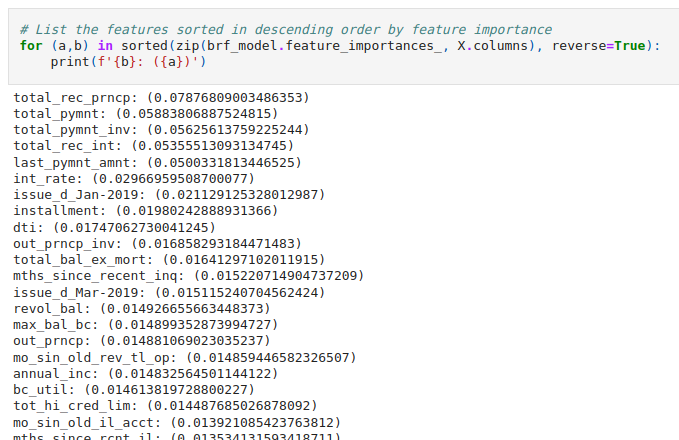 # List the features sorted in descending order by feature importance
for (a,b) in sorted(zip(brf_model.feature_importances_, X.columns), reverse=True):
    print(f'{b}: ({a})')
total_rec_prncp: (0.07876809003486353)
total_pymnt: (0.05883806887524815)
total_pymnt_inv: (0.05625613759225244)
total_rec_int: (0.05355513093134745)
last_pymnt_amnt: (0.0500331813446525)
int_rate: (0.02966959508700077)
issue_d_Jan-2019: (0.021129125328012987)
installment: (0.01980242888931366)
dti: (0.01747062730041245)
out_prncp_inv: (0.016858293184471483)
total_bal_ex_mort: (0.01641297102011915)
mths_since_recent_inq: (0.015220714904737209)
issue_d_Mar-2019: (0.015115240704562424)
revol_bal: (0.014926655663448373)
max_bal_bc: (0.014899352873994727)
out_prncp: (0.014881069023035237)
mo_sin_old_rev_tl_op: (0.014859446582326507)
annual_inc: (0.014832564501144122)
bc_util: (0.014613819728800227)
tot_hi_cred_lim: (0.014487685026878092)
mo_sin_old_il_acct: (0.013921085423763812)
mths_since_rcnt_il: (0.013534131593418711)